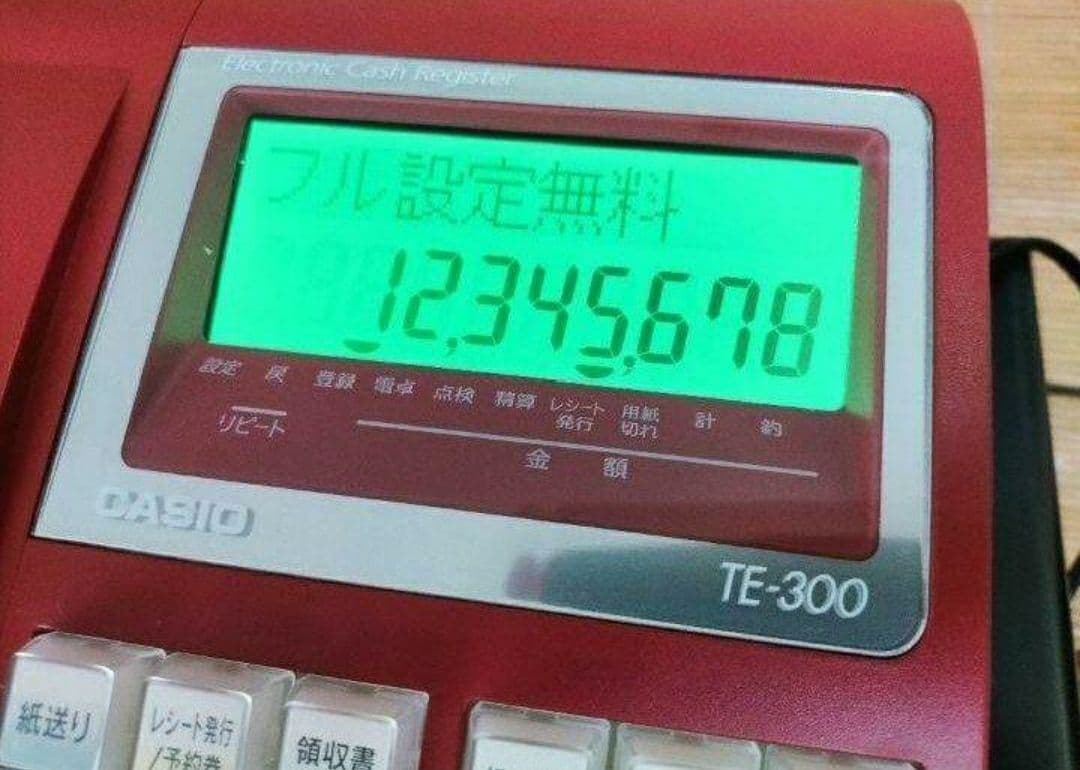 Electronic Cash Register
フル設定無料
12,345,678
設定 戻 登録 電卓 点検 精算 レシート発行 用紙切れ 計 釣
リピート
金額
CASIO
TE-300
紙送り
レシート発行
/予約券
領収書